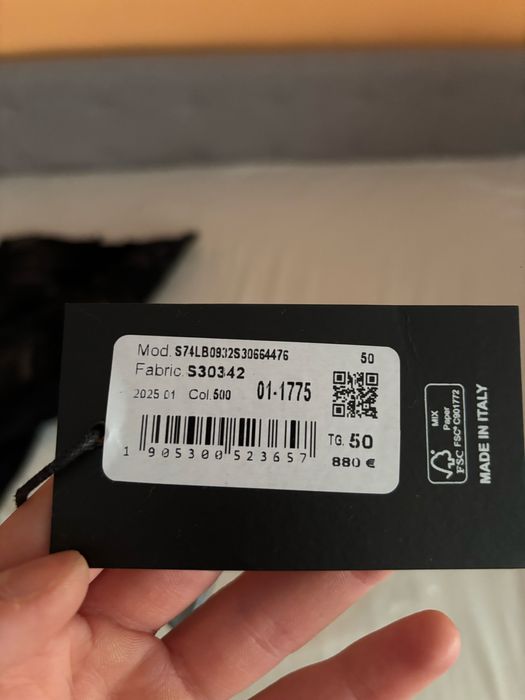 Mod. S74LB0932S30664476
50
Fabric S30342
2025 01 Col. 500 01-1775
TG. 50
880 €
1 905300 523657
MIX
Paper
FSC FSC® C901772
MADE IN ITALY